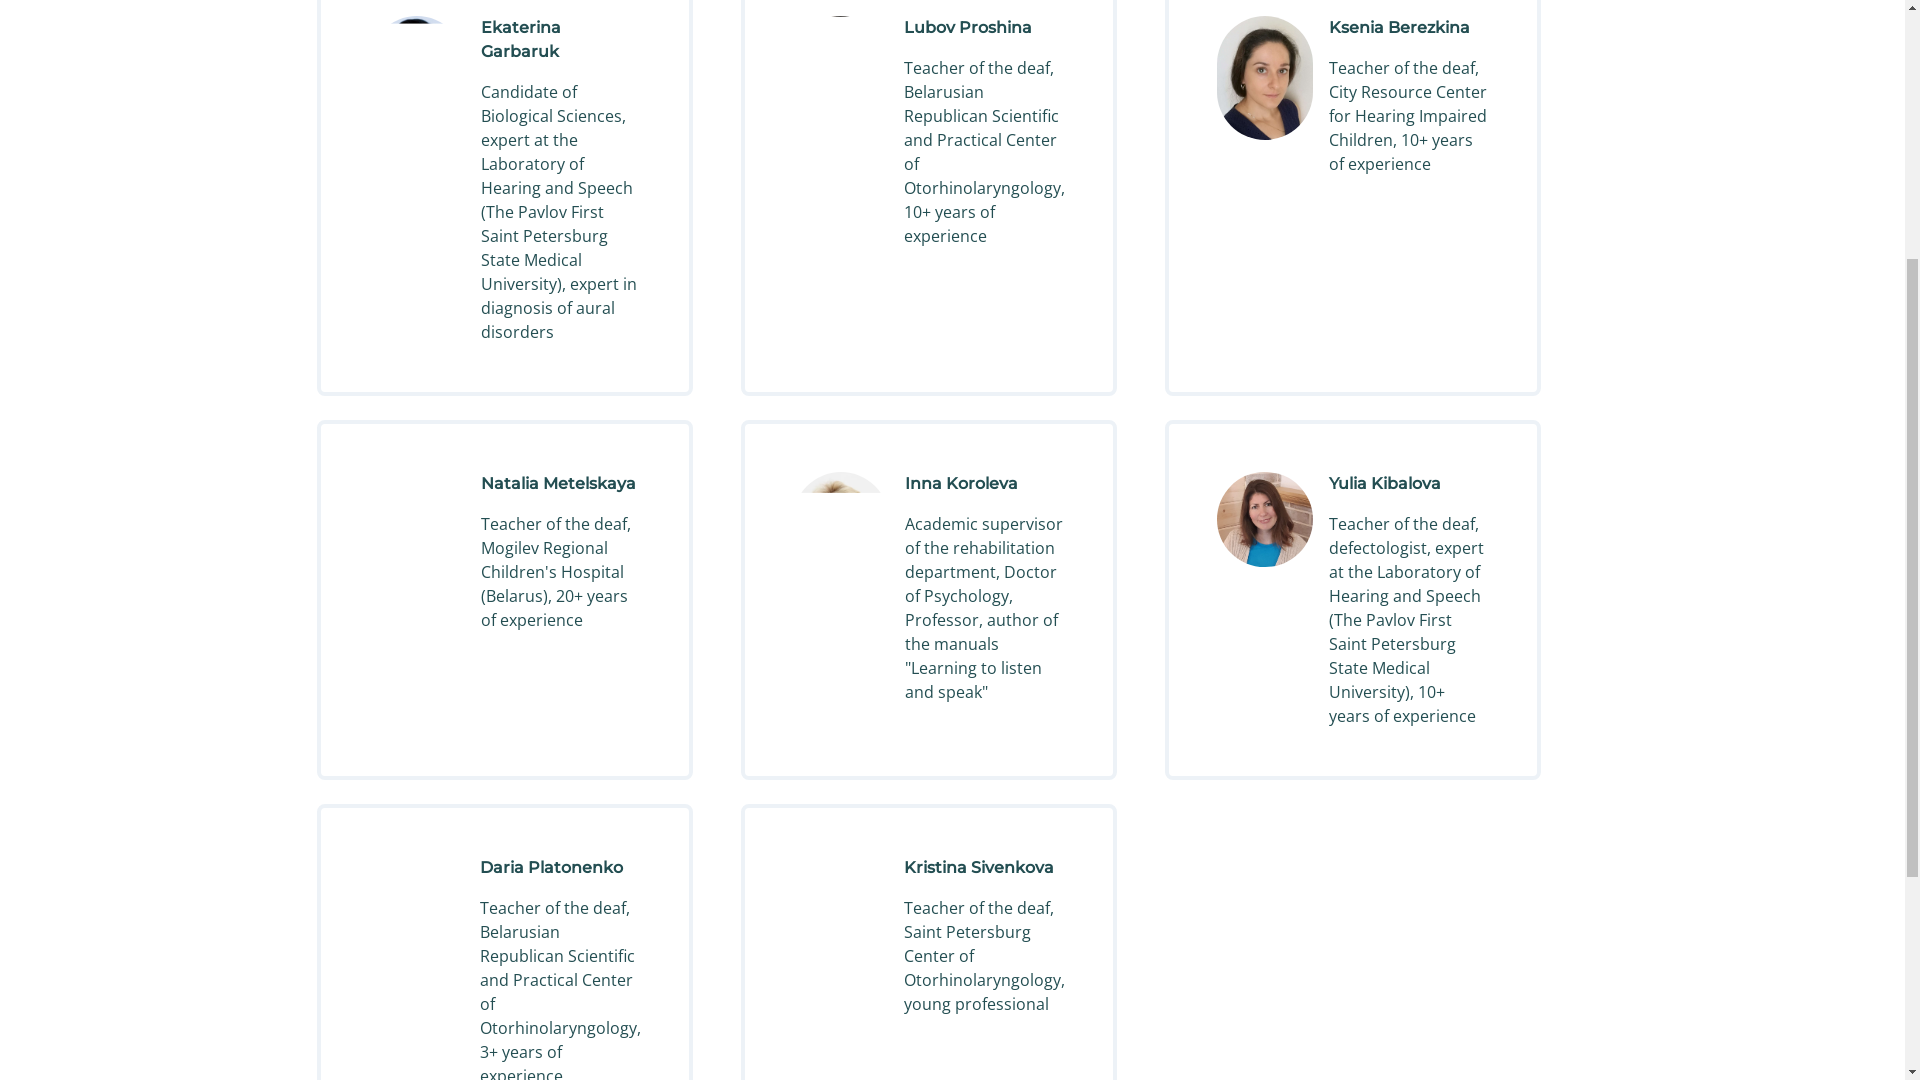 Ekaterina
Garbaruk
Candidate of
Biological Sciences,
expert at the
Laboratory of
Hearing and Speech
(The Pavlov First
Saint Petersburg
State Medical
University), expert in
diagnosis of aural
disorders
Lubov Proshina
Teacher of the deaf,
Belarusian
Republican Scientific
and Practical Center
of
Otorhinolaryngology,
10+ years of
experience
Ksenia Berezkina
Teacher of the deaf,
City Resource Center
for Hearing Impaired
Children, 10+ years
of experience
Natalia Metelskaya
Teacher of the deaf,
Mogilev Regional
Children's Hospital
(Belarus), 20+ years
of experience
Inna Koroleva
Academic supervisor
of the rehabilitation
department, Doctor
of Psychology,
Professor, author of
the manuals
"Learning to listen
and speak"
Yulia Kibalova
Teacher of the deaf,
defectologist, expert
at the Laboratory of
Hearing and Speech
(The Pavlov First
Saint Petersburg
State Medical
University), 10+
years of experience
Daria Platonenko
Teacher of the deaf,
Belarusian
Republican Scientific
and Practical Center
of
Otorhinolaryngology,
3+ years of
experience
Kristina Sivenkova
Teacher of the deaf,
Saint Petersburg
Center of
Otorhinolaryngology,
young professional